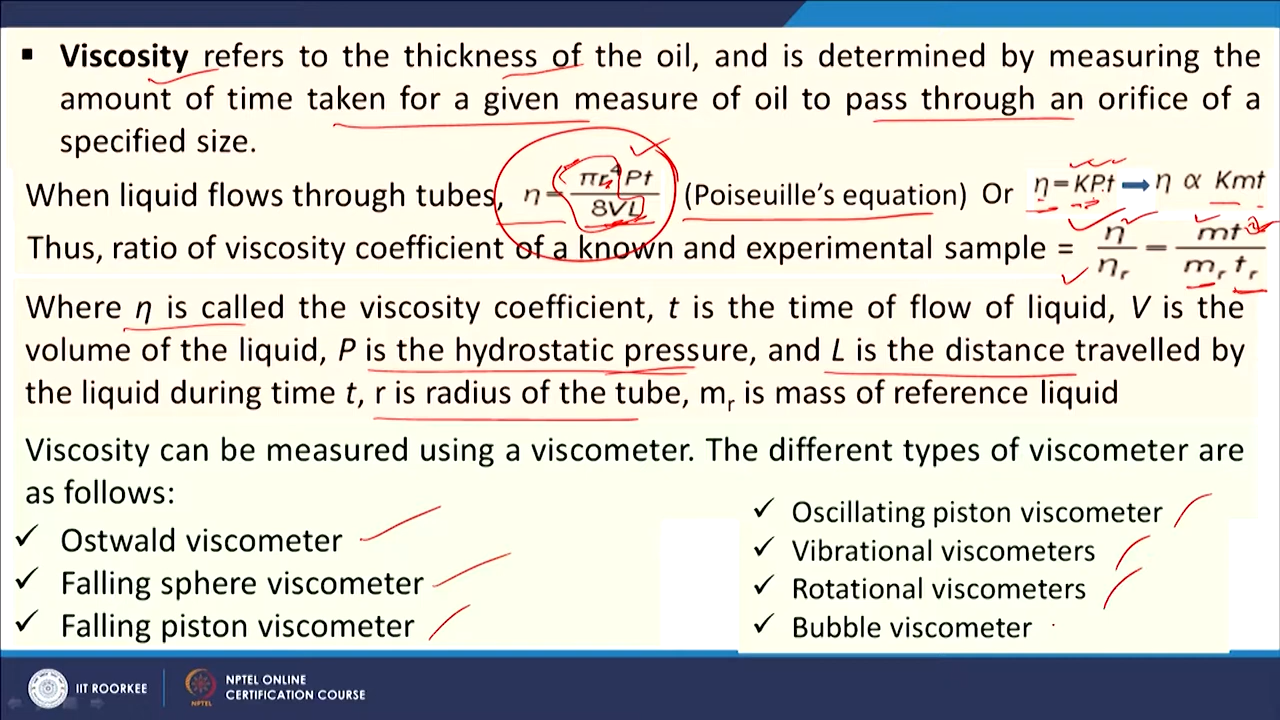 ▪ Viscosity refers to the thickness of the oil, and is determined by measuring the
amount of time taken for a given measure of oil to pass through an orifice of a
specified size.
When liquid flows through tubes, η = πr⁴Pt / 8VL (Poiseuille’s equation) Or η = KP.t ➡ η ∝ Kmt
Thus, ratio of viscosity coefficient of a known and experimental sample = η / ηr = mt / mr tr
Where η is called the viscosity coefficient, t is the time of flow of liquid, V is the
volume of the liquid, P is the hydrostatic pressure, and L is the distance travelled by
the liquid during time t, r is radius of the tube, mr is mass of reference liquid
Viscosity can be measured using a viscometer. The different types of viscometer are
as follows:
✓ Ostwald viscometer
✓ Falling sphere viscometer
✓ Falling piston viscometer
✓ Oscillating piston viscometer
✓ Vibrational viscometers
✓ Rotational viscometers
✓ Bubble viscometer
IIT ROORKEE
NPTEL
NPTEL ONLINE
CERTIFICATION COURSE